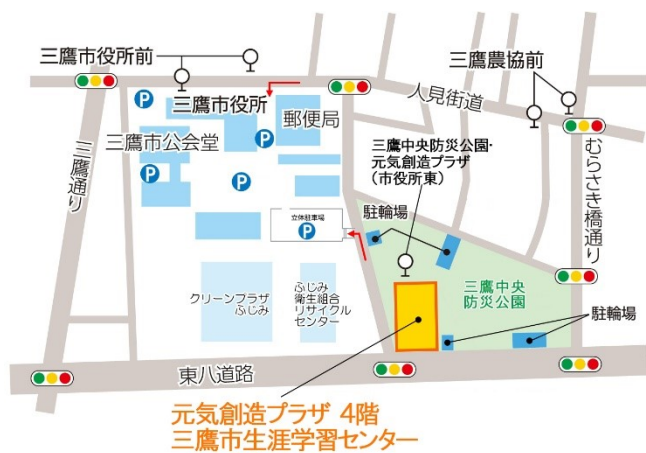 三鷹市役所前
三鷹農協前
P
三鷹市役所
郵便局
人見街道
三鷹市公会堂
P
三鷹中央防災公園・
元気創造プラザ
（市役所東）
むらさき橋通り
三鷹通り
P
P
駐輪場
立体駐車場
P
クリーンプラザ
ふじみ
ふじみ
衛生組合
リサイクル
センター
三鷹中央
防災公園
駐輪場
東八道路
元気創造プラザ 4階
三鷹市生涯学習センター